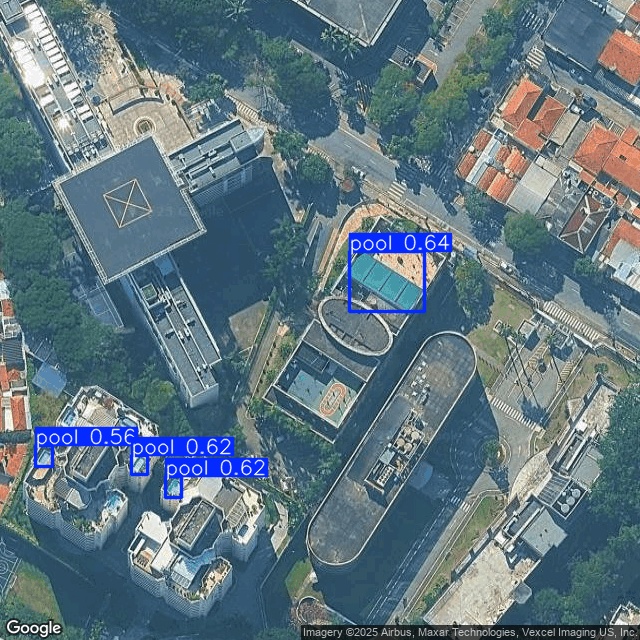 pool 0.64
pool 0.56
pool 0.62
pool 0.62
Google
Imagery ©2025 Airbus, Maxar Technologies, Vexcel Imaging US, Inc.